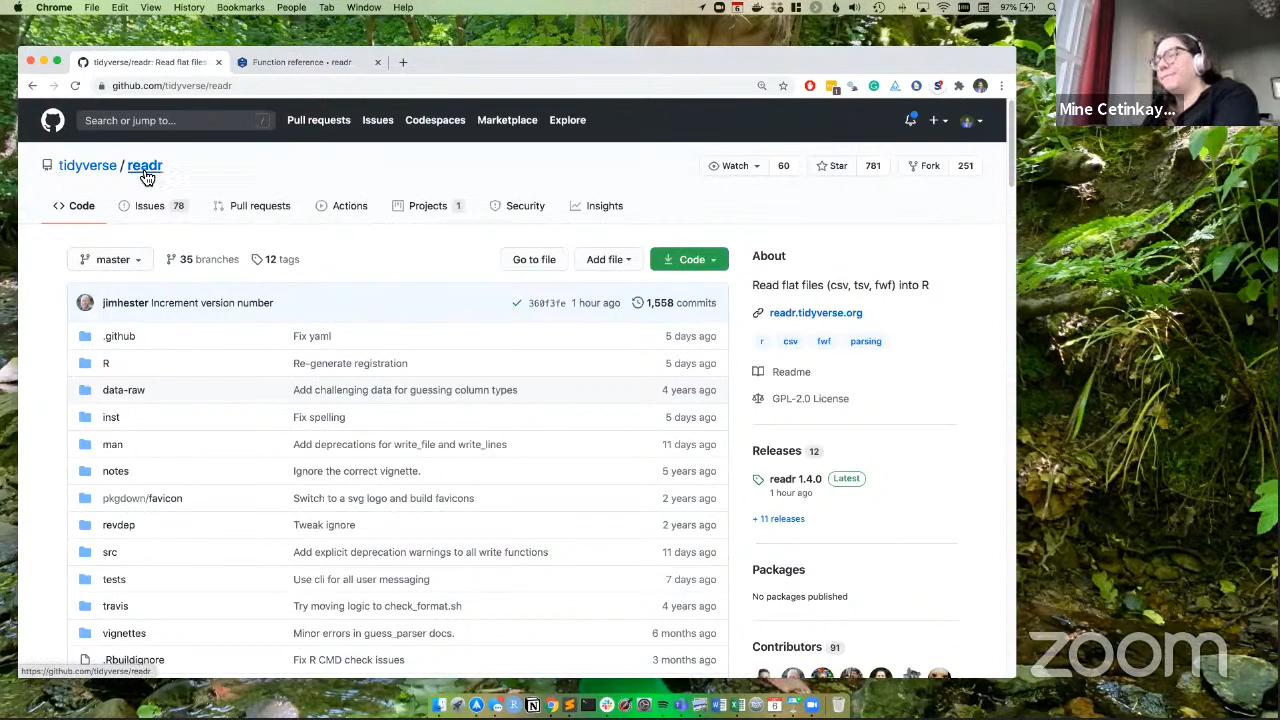 Chrome File Edit View History Bookmarks People Tab Window Help
97%
tidyverse/readr: Read flat files
Function reference • readr
github.com/tidyverse/readr
Mine Cetinkay...
Search or jump to...
/
Pull requests Issues Codespaces Marketplace Explore
tidyverse / readr
Watch 60 Star 781 Fork 251
Code Issues 78 Pull requests Actions Projects 1 Security Insights
master 35 branches 12 tags
Go to file Add file Code
jimhester Increment version number 360f3fe 1 hour ago 1,558 commits
.github Fix yaml 5 days ago
R Re-generate registration 5 days ago
data-raw Add challenging data for guessing column types 4 years ago
inst Fix spelling 5 days ago
man Add deprecations for write_file and write_lines 11 days ago
notes Ignore the correct vignette. 5 years ago
pkgdown/favicon Switch to a svg logo and build favicons 2 years ago
revdep Tweak ignore 2 years ago
src Add explicit deprecation warnings to all write functions 11 days ago
tests Use cli for all user messaging 7 days ago
travis Try moving logic to check_format.sh 4 years ago
vignettes Minor errors in guess_parser docs. 6 months ago
.Rbuildignore Fix R CMD check issues 3 months ago
About
Read flat files (csv, tsv, fwf) into R
readr.tidyverse.org
r csv fwf parsing
Readme
GPL-2.0 License
Releases 12
readr 1.4.0 Latest
1 hour ago
+ 11 releases
Packages
No packages published
Contributors 91
https://github.com/tidyverse/readr
zoom